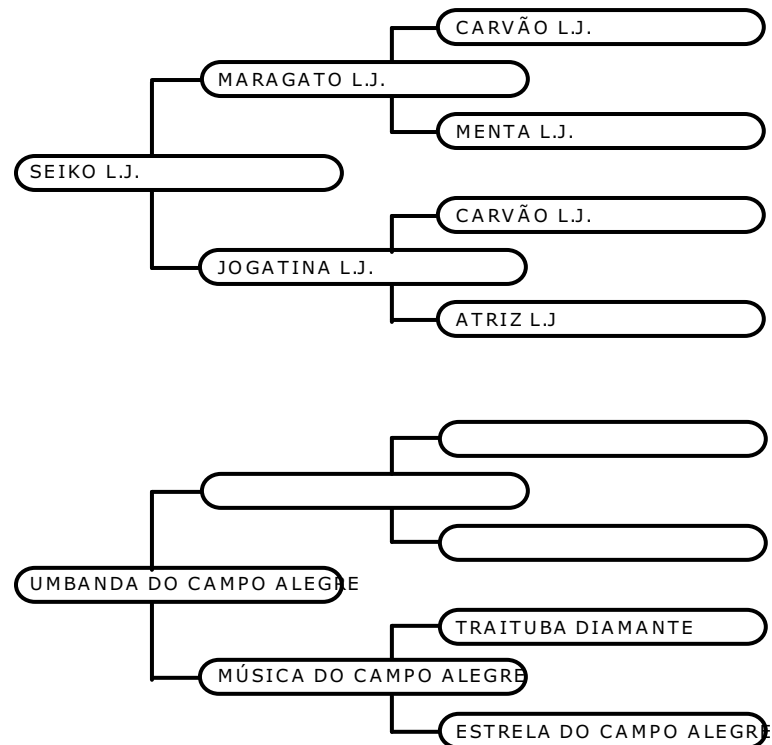 CARVÃO L.J.
MARAGATO L.J.
MENTA L.J.
SEIKO L.J.
CARVÃO L.J.
JOGATINA L.J.
ATRIZ L.J
UMBANDA DO CAMPO ALEGRE
TRAITUBA DIAMANTE
MÚSICA DO CAMPO ALEGRE
ESTRELA DO CAMPO ALEGRE